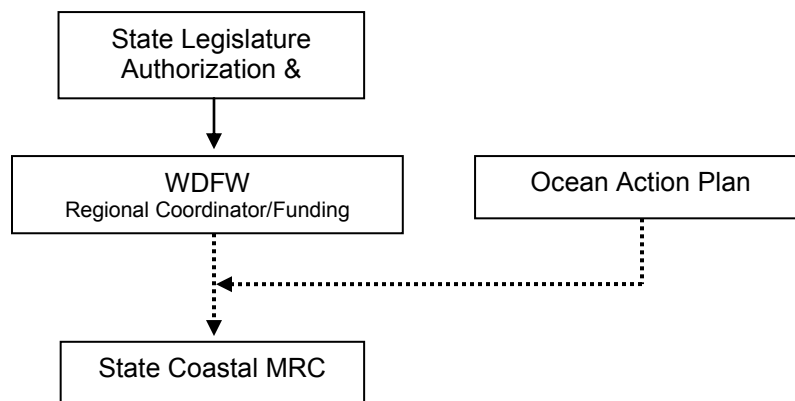 State Legislature
Authorization &
WDFW
Regional Coordinator/Funding
Ocean Action Plan
State Coastal MRC